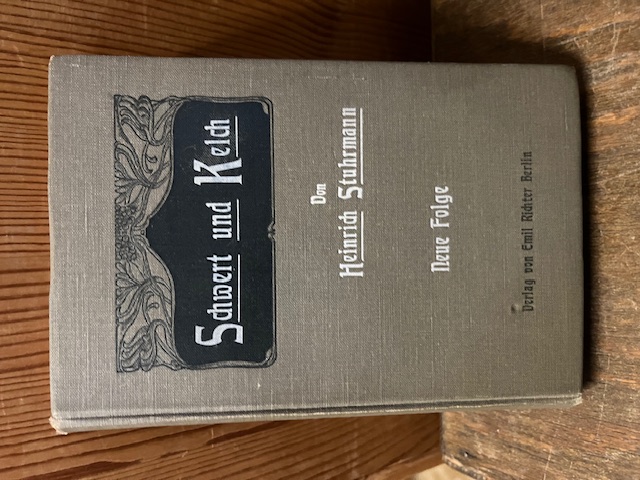 Schwert und Kelch
Von
Heinrich Stuhrmann
Neue Folge
Verlag von Emil Richter Berlin